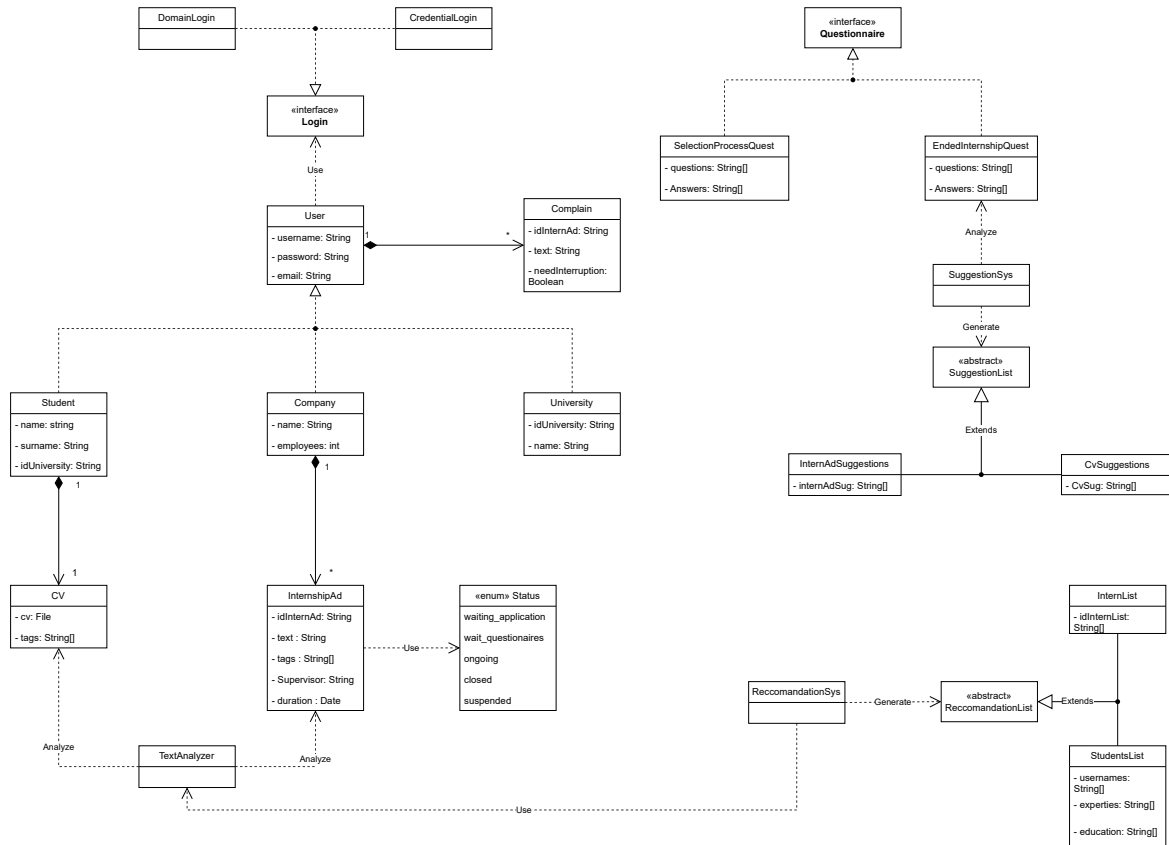 DomainLogin
CredentialLogin
«interface»
Login
Use
User
- username: String
- password: String
- email: String
1
*
Complain
- idInternAd: String
- text: String
- needInterruption:
Boolean
Student
- name: string
- surname: String
- idUniversity: String
1
Company
- name: String
- employees: int
1
University
- idUniversity: String
- name: String
1
*
CV
- cv: File
- tags: String[]
InternshipAd
- idInternAd: String
- text : String
- tags : String[]
- Supervisor: String
- duration : Date
Use
«enum» Status
waiting_application
wait_questionaires
ongoing
closed
suspended
Analyze
TextAnalyzer
Analyze
«interface»
Questionnaire
SelectionProcessQuest
- questions: String[]
- Answers: String[]
EndedInternshipQuest
- questions: String[]
- Answers: String[]
Analyze
SuggestionSys
Generate
«abstract»
SuggestionList
Extends
InternAdSuggestions
- internAdSug: String[]
CvSuggestions
- CvSug: String[]
InternList
- idInternList:
String[]
ReccomandationSys
Generate
«abstract»
ReccomandationList
Extends
StudentsList
- usernames:
String[]
- experties: String[]
- education: String[]
Use